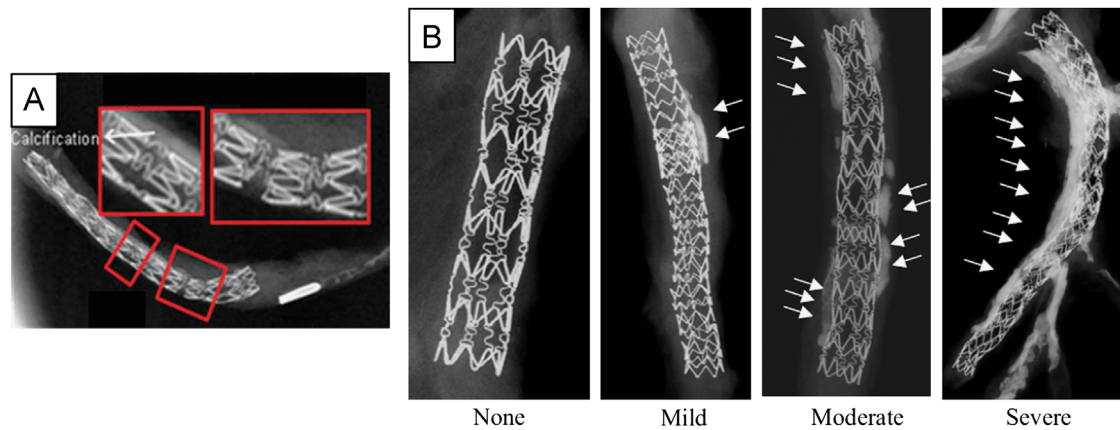 A
Calcification
B
None
Mild
Moderate
Severe